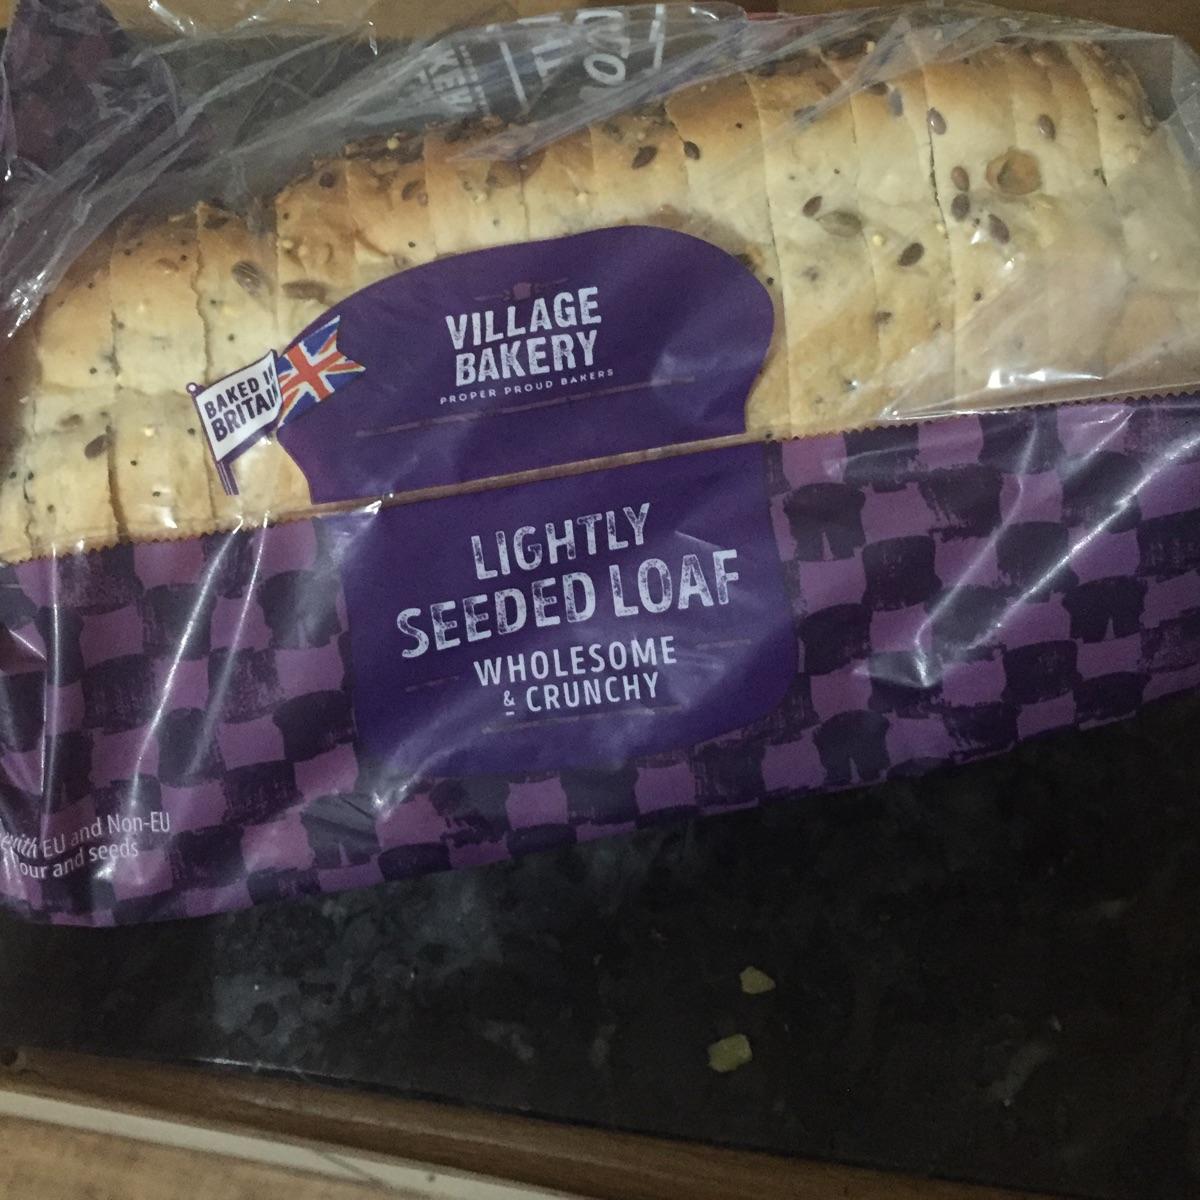 VILLAGE
BAKERY
PROPER PROUD BAKERS
BAKED IN
BRITAIN
LIGHTLY
SEEDED LOAF
WHOLESOME
& CRUNCHY
with EU and Non-EU
our and seeds